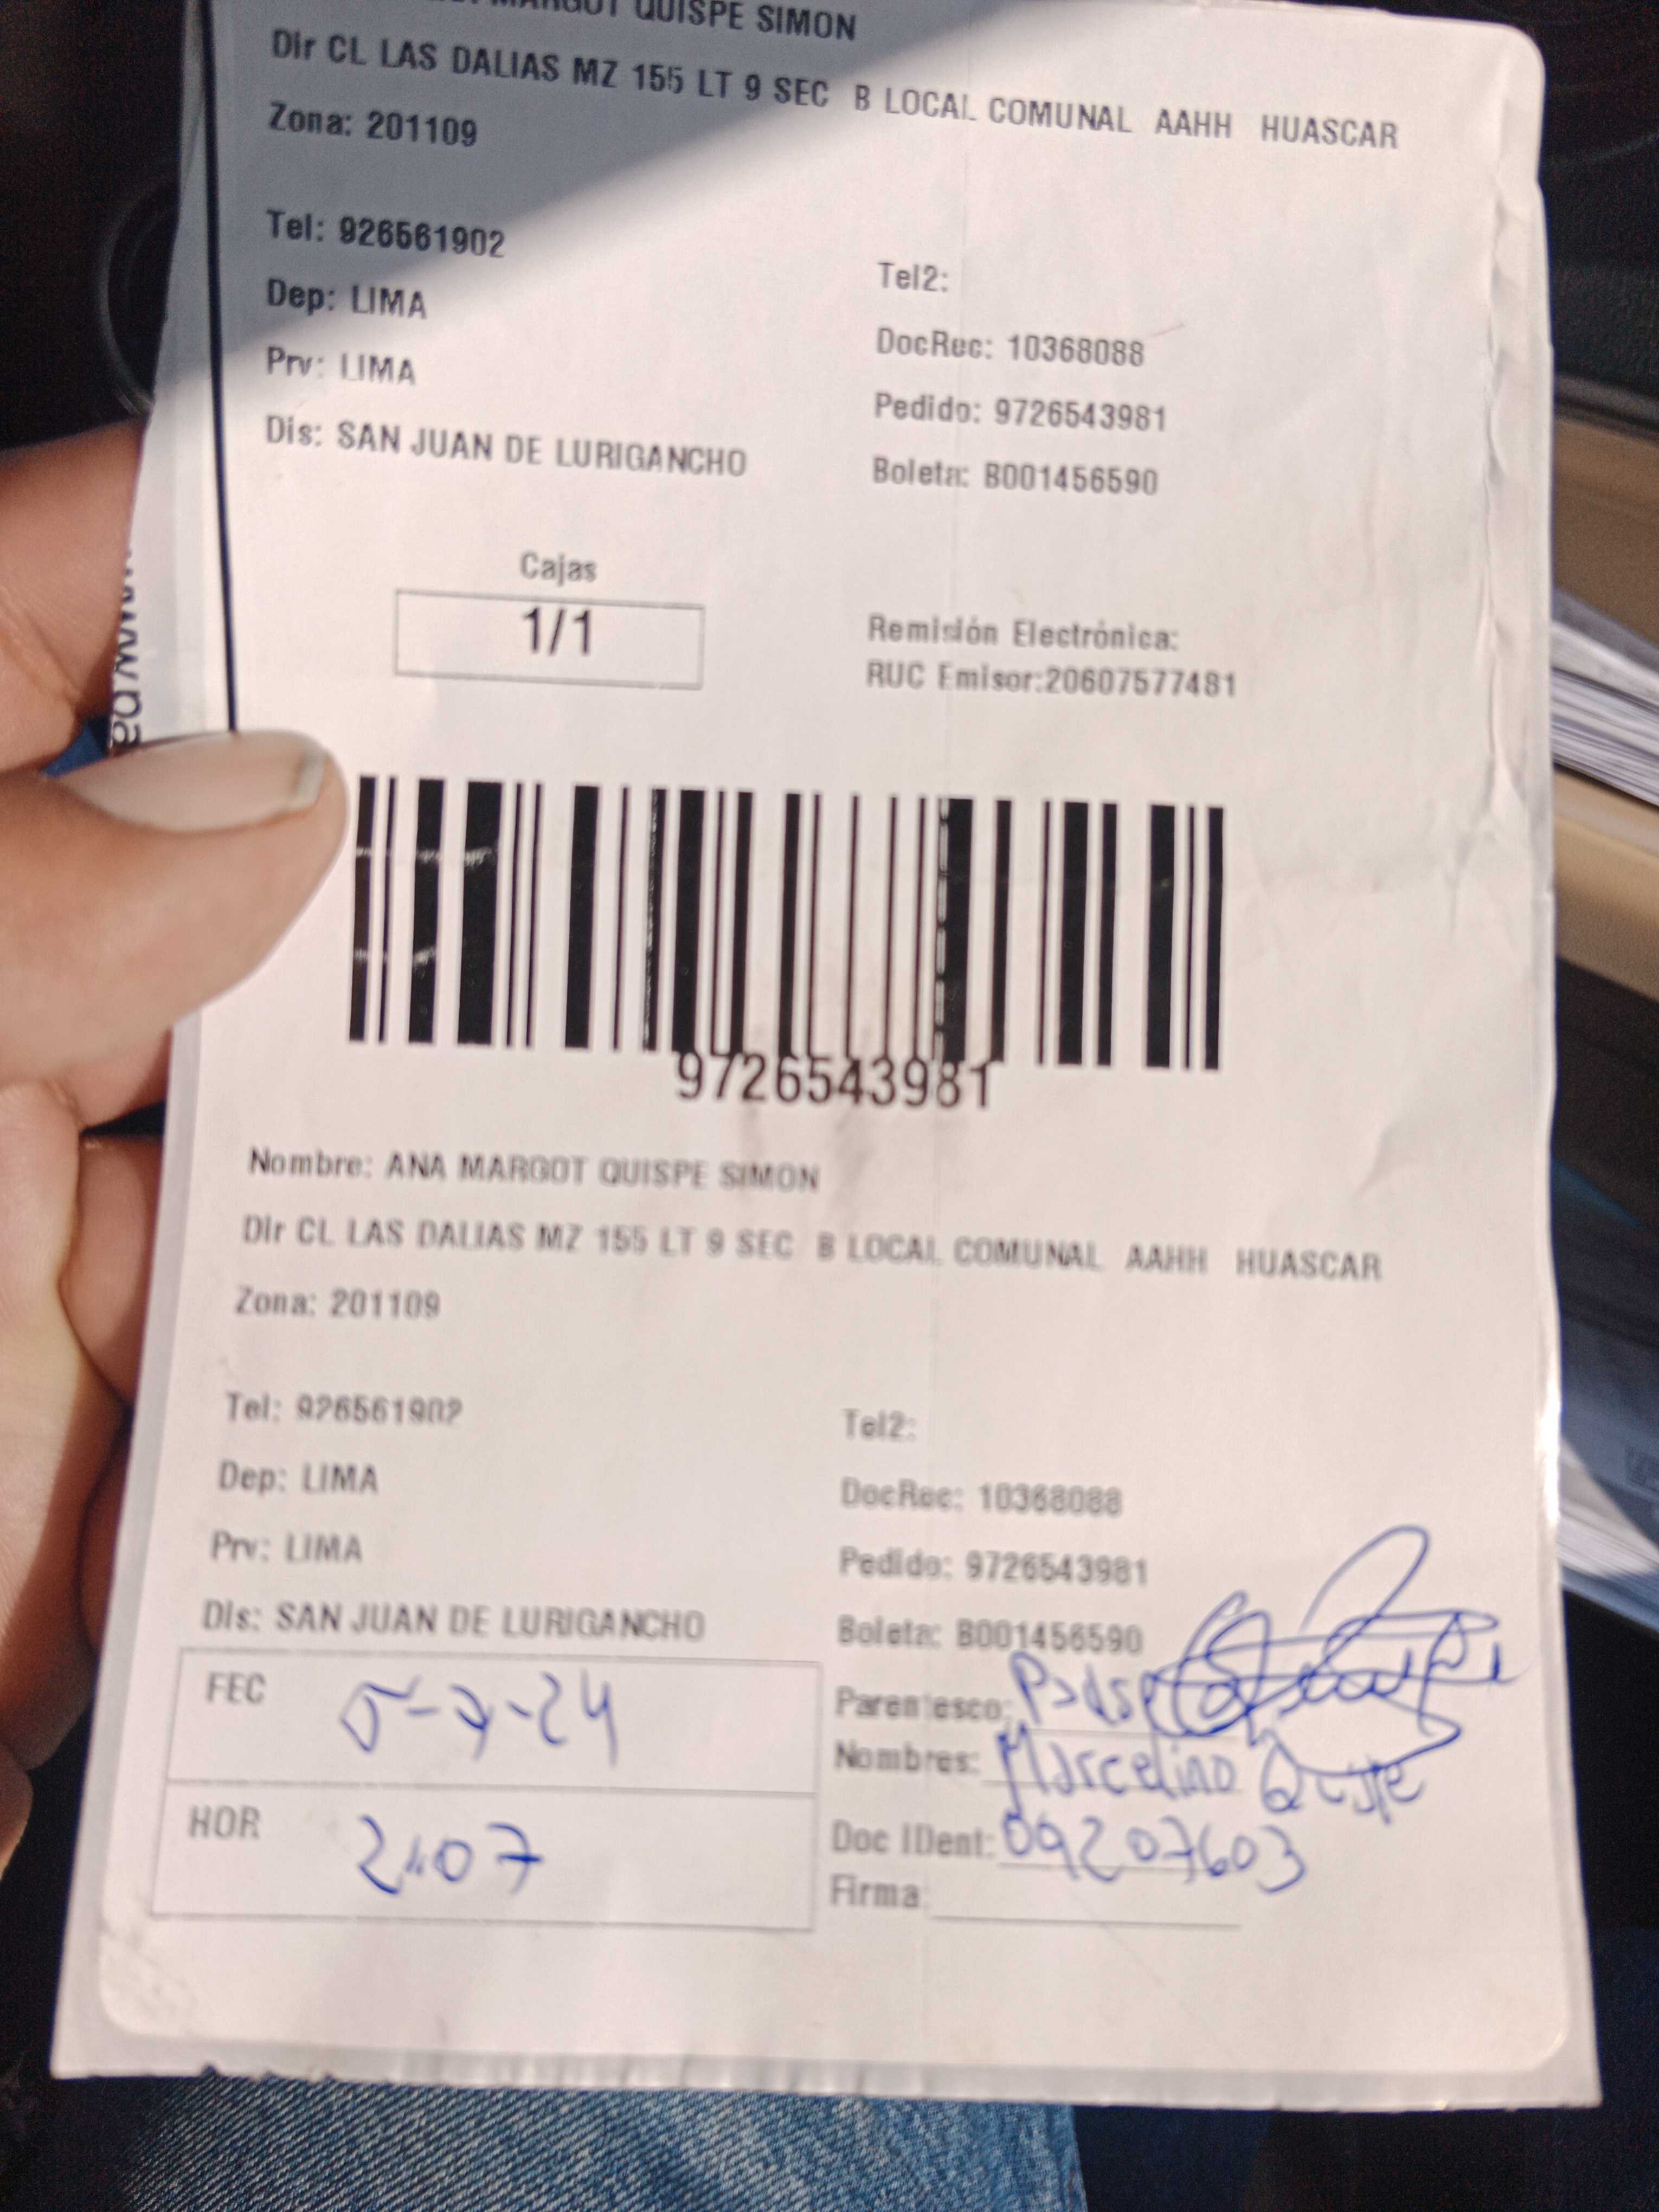 MARGOT QUISPE SIMON
Dir CL LAS DALIAS MZ 155 LT 9 SEC B LOCAL COMUNAL AAHH HUASCAR
Zona: 201109
Tel: 926561902
Tel2:
Dep: LIMA
DocRec: 10368088
Prv: LIMA
Pedido: 9726543981
Dis: SAN JUAN DE LURIGANCHO
Boleta: B001456590
Cajas
1/1
Remisión Electrónica:
RUC Emisor:20607577481
9726543981
Nombre: ANA MARGOT QUISPE SIMON
Dir CL LAS DALIAS MZ 155 LT 9 SEC B LOCAL COMUNAL AAHH HUASCAR
Zona: 201109
Tel: 926561902
Tel2:
Dep: LIMA
DocRec: 10368088
Prv: LIMA
Pedido: 9726543981
Dis: SAN JUAN DE LURIGANCHO
Boleta: B001456590
FEC 5-7-24
Parentesco: Padre
Nombres: Marcelino Quispe
HOR 2:07
Doc IDent: 09207603
Firma: